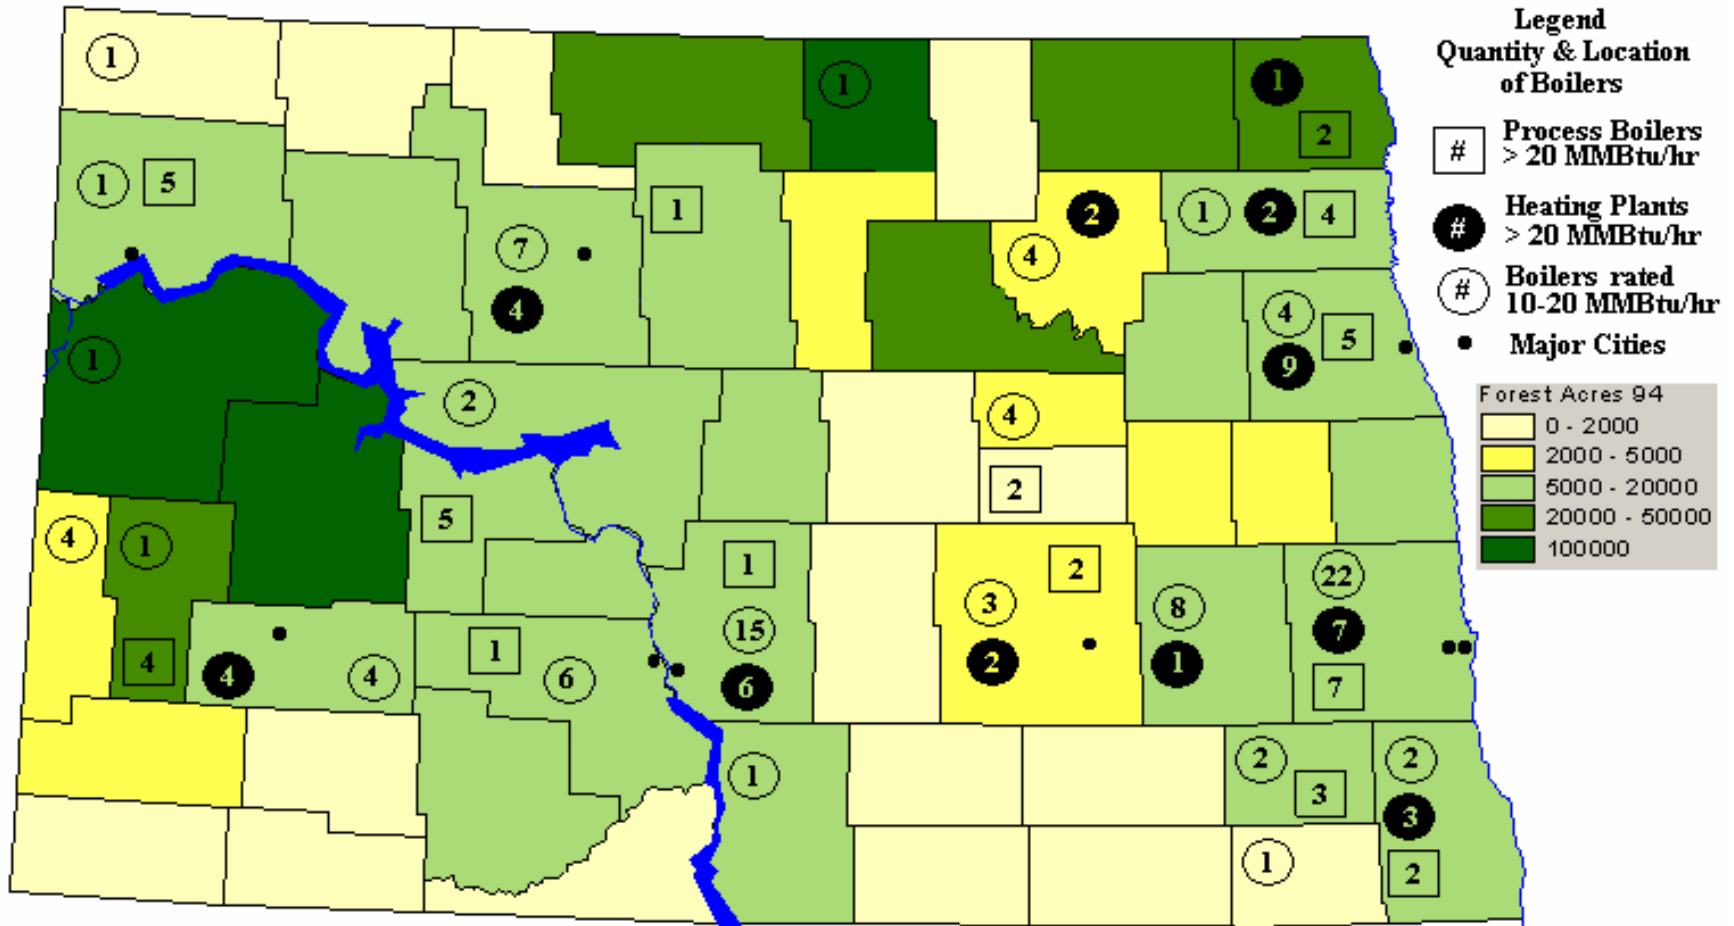 Legend
Quantity & Location
of Boilers
# Process Boilers
> 20 MMBtu/hr
# Heating Plants
> 20 MMBtu/hr
# Boilers rated
10-20 MMBtu/hr
Major Cities
Forest Acres 94
0 - 2000
2000 - 5000
5000 - 20000
20000 - 50000
100000
1
1
1
2
1 5
1
2
1 2 4
7
4
4
4
5
9
1
2
4
2
5
4
1
1
2
22
3
8
15
7
4
1
2
1
6
4
4
6
7
1
2
3
2
3
1
2